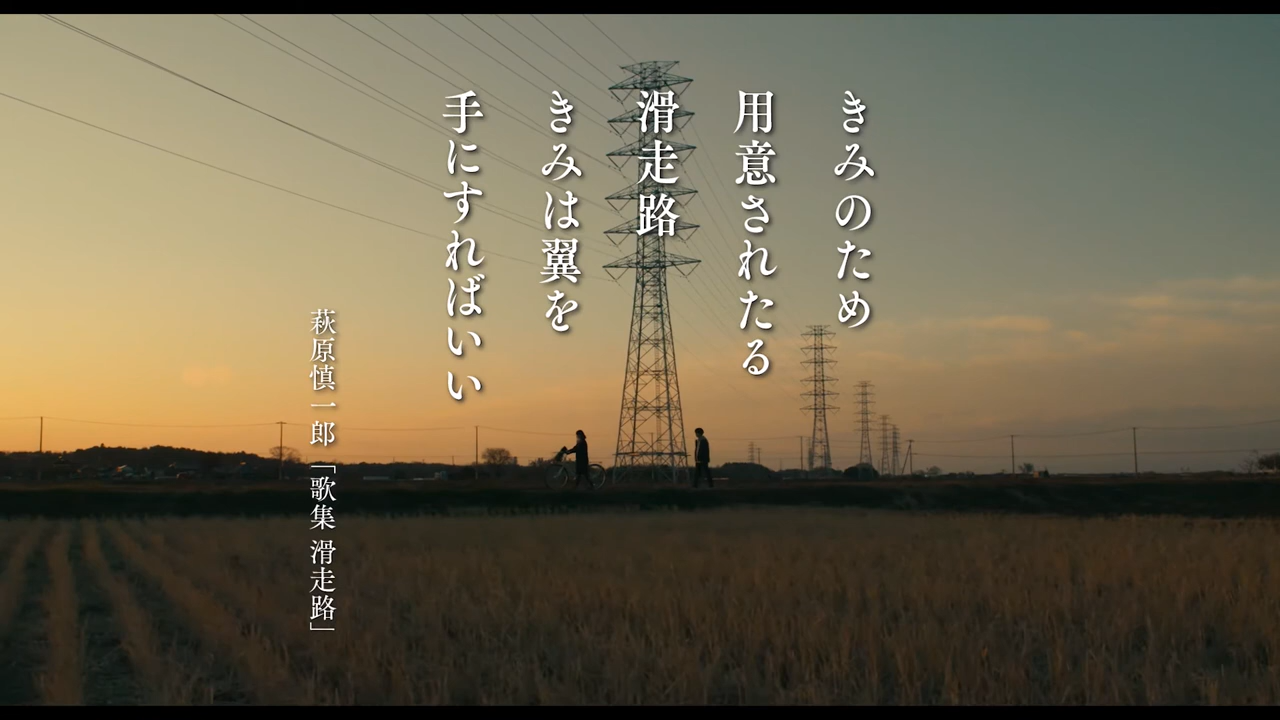 きみのため
用意されたる
滑走路
きみは翼を
手にすればいい
萩原慎一郎「歌集 滑走路」